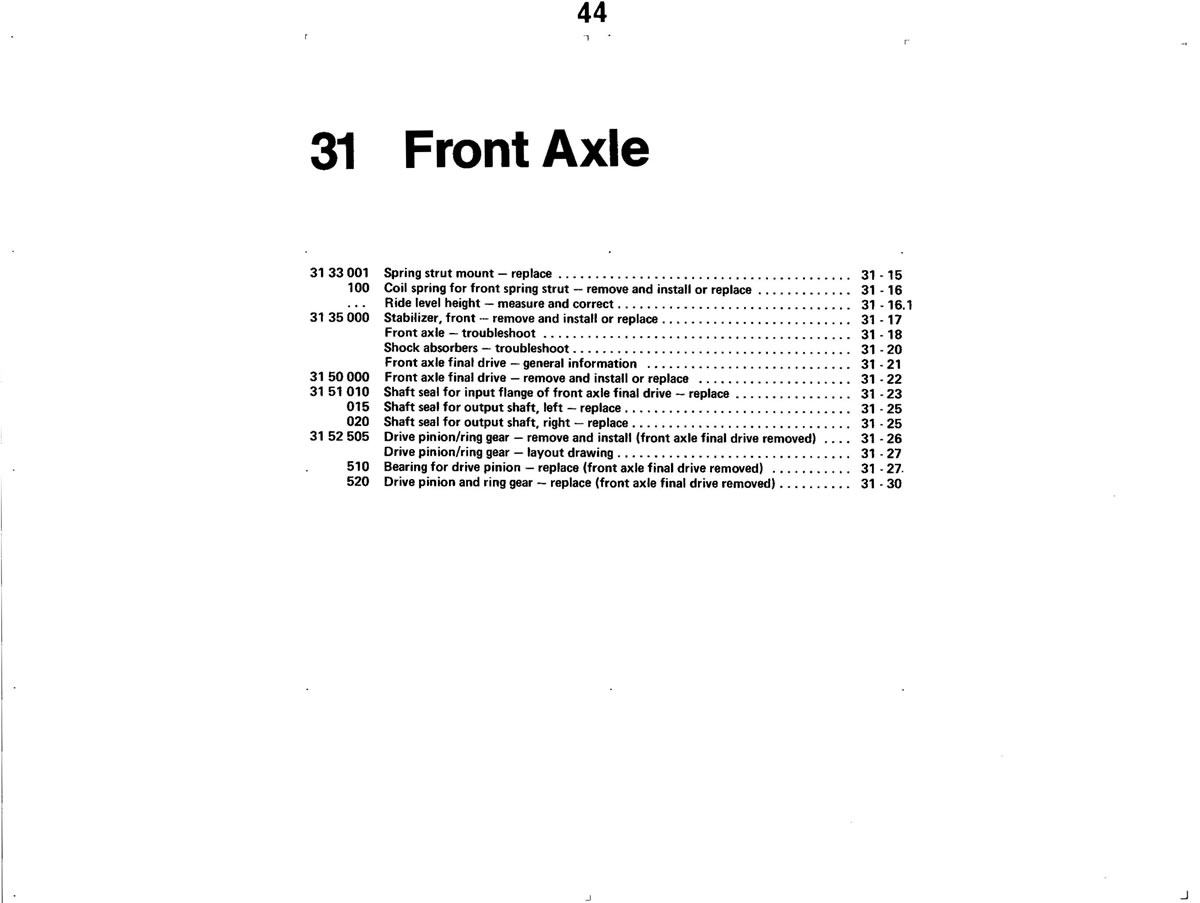 44
31 Front Axle
31 33 001 Spring strut mount — replace . . . . . . . . . . . . . . . . . . . . . . . . . . . . . . . . . . . . . . . . 31 - 15
100 Coil spring for front spring strut — remove and install or replace . . . . . . . . . . . . . 31 - 16
. . . Ride level height — measure and correct . . . . . . . . . . . . . . . . . . . . . . . . . . . . . . . . 31 - 16.1
31 35 000 Stabilizer, front — remove and install or replace . . . . . . . . . . . . . . . . . . . . . . . . . . 31 - 17
Front axle — troubleshoot . . . . . . . . . . . . . . . . . . . . . . . . . . . . . . . . . . . . . . . . . . 31 - 18
Shock absorbers — troubleshoot . . . . . . . . . . . . . . . . . . . . . . . . . . . . . . . . . . . . . . 31 - 20
Front axle final drive — general information . . . . . . . . . . . . . . . . . . . . . . . . . . . . 31 - 21
31 50 000 Front axle final drive — remove and install or replace . . . . . . . . . . . . . . . . . . . . . 31 - 22
31 51 010 Shaft seal for input flange of front axle final drive — replace . . . . . . . . . . . . . . . . 31 - 23
015 Shaft seal for output shaft, left — replace . . . . . . . . . . . . . . . . . . . . . . . . . . . . . . . 31 - 25
020 Shaft seal for output shaft, right — replace . . . . . . . . . . . . . . . . . . . . . . . . . . . . . . 31 - 25
31 52 505 Drive pinion/ring gear — remove and install (front axle final drive removed) . . . . 31 - 26
Drive pinion/ring gear — layout drawing . . . . . . . . . . . . . . . . . . . . . . . . . . . . . . . . 31 - 27
510 Bearing for drive pinion — replace (front axle final drive removed) . . . . . . . . . . . 31 - 27.
520 Drive pinion and ring gear — replace (front axle final drive removed) . . . . . . . . . . 31 - 30